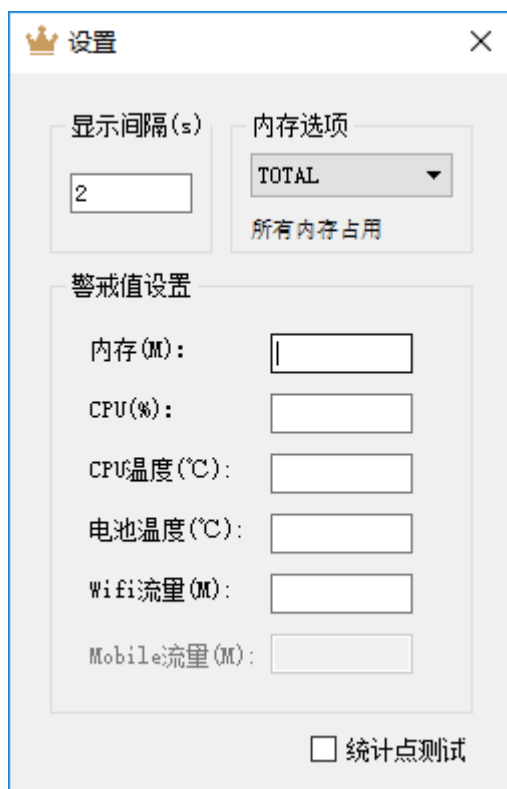 设置
显示间隔(s) 内存选项
2 TOTAL
所有内存占用
警戒值设置
内存(M):
CPU(%):
CPU温度(℃):
电池温度(℃):
Wifi流量(M):
Mobile流量(M):
统计点测试